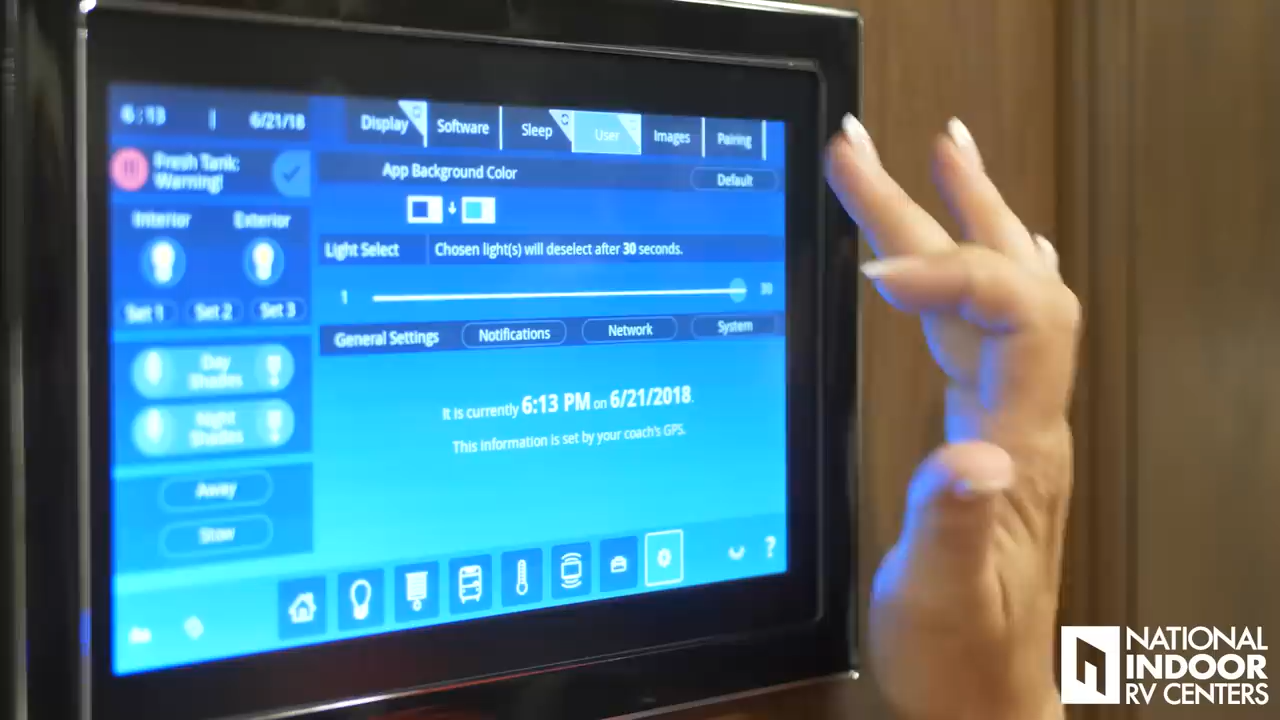 6:13 | 6/21/18
Display
Software
Sleep
User
Images
Pairing
Fresh Tank:
Warning!
App Background Color
Default
Interior
Exterior
Light Select
Chosen light(s) will deselect after 30 seconds.
1
30
Set 1
Set 2
Set 3
General Settings
Notifications
Network
System
Day
Shades
Night
Shades
It is currently 6:13 PM on 6/21/2018.
This information is set by your coach's GPS.
Away
Stow
?
NATIONAL
INDOOR
RV CENTERS